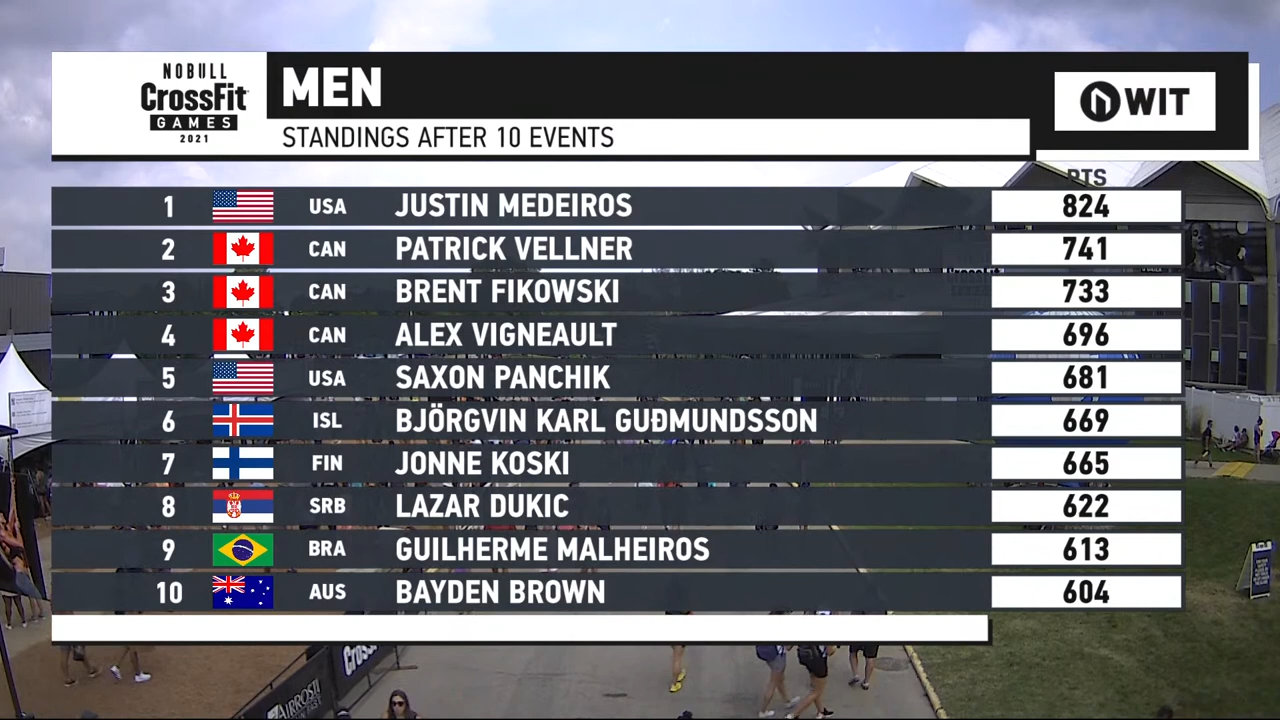 NOBULL
CrossFit
GAMES
2021
MEN
STANDINGS AFTER 10 EVENTS
WIT
PTS
1 USA JUSTIN MEDEIROS 824
2 CAN PATRICK VELLNER 741
3 CAN BRENT FIKOWSKI 733
4 CAN ALEX VIGNEAULT 696
5 USA SAXON PANCHIK 681
6 ISL BJÖRGVIN KARL GUÐMUNDSSON 669
7 FIN JONNE KOSKI 665
8 SRB LAZAR DUKIC 622
9 BRA GUILHERME MALHEIROS 613
10 AUS BAYDEN BROWN 604
AIRROSTI